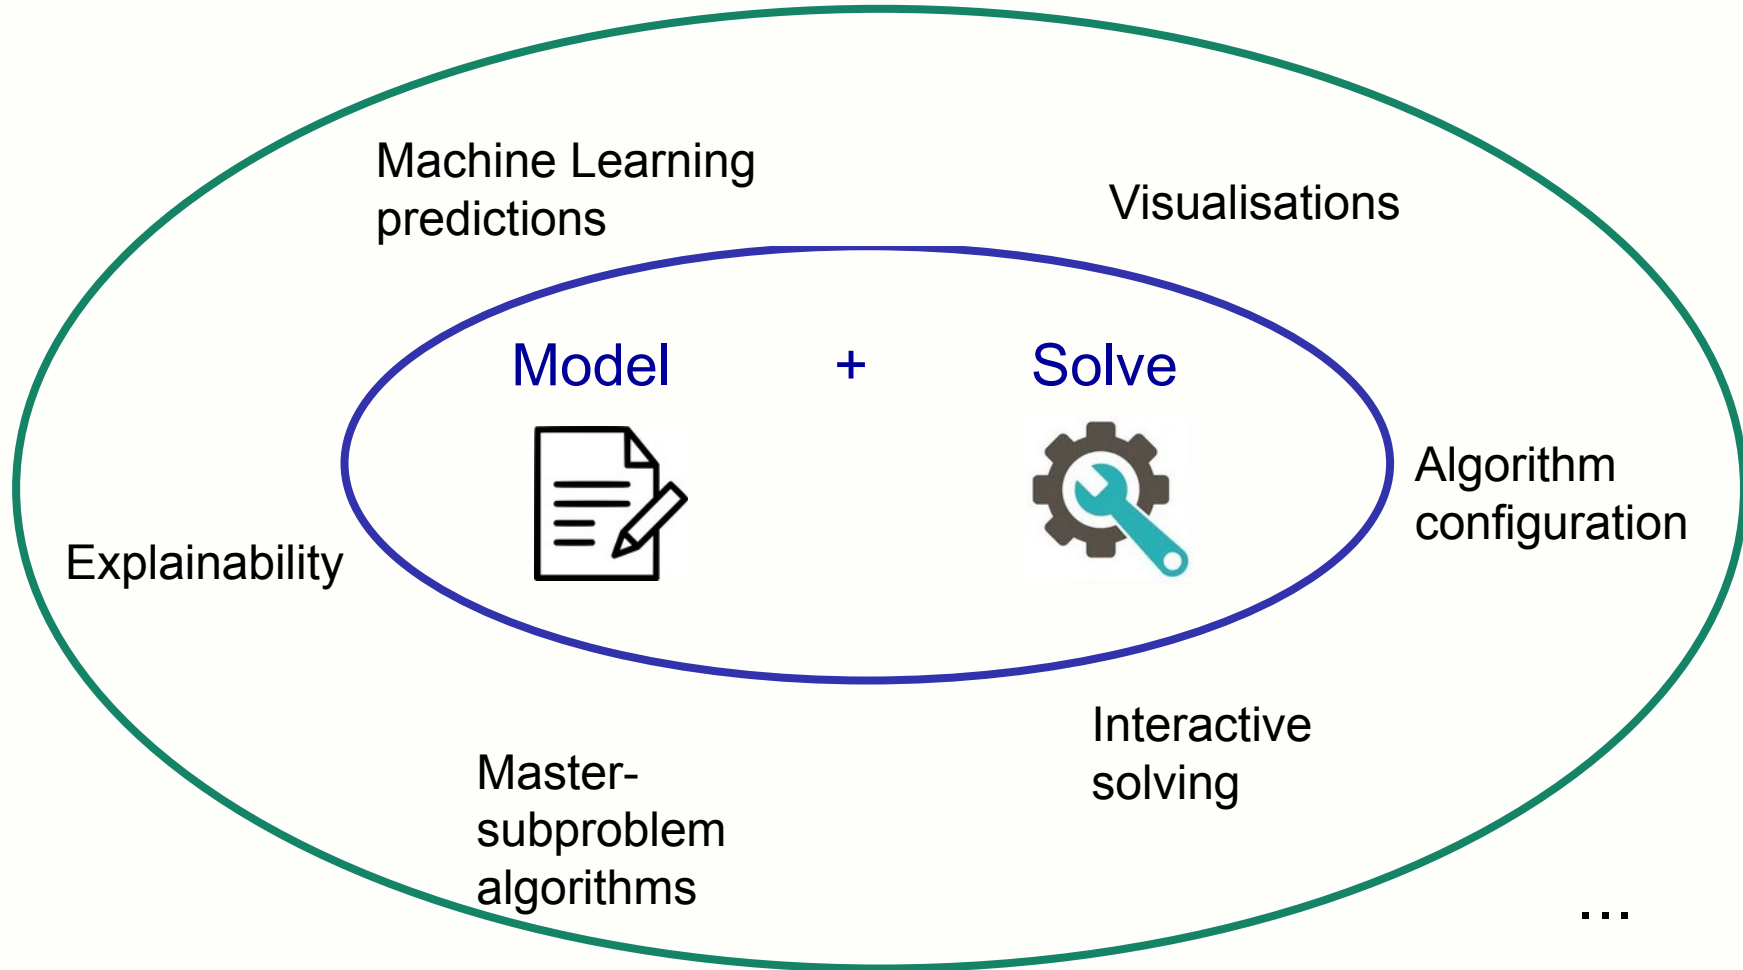 Machine Learning
predictions
Visualisations
Model + Solve
Algorithm
configuration
Explainability
Interactive
solving
Master-
subproblem
algorithms
...